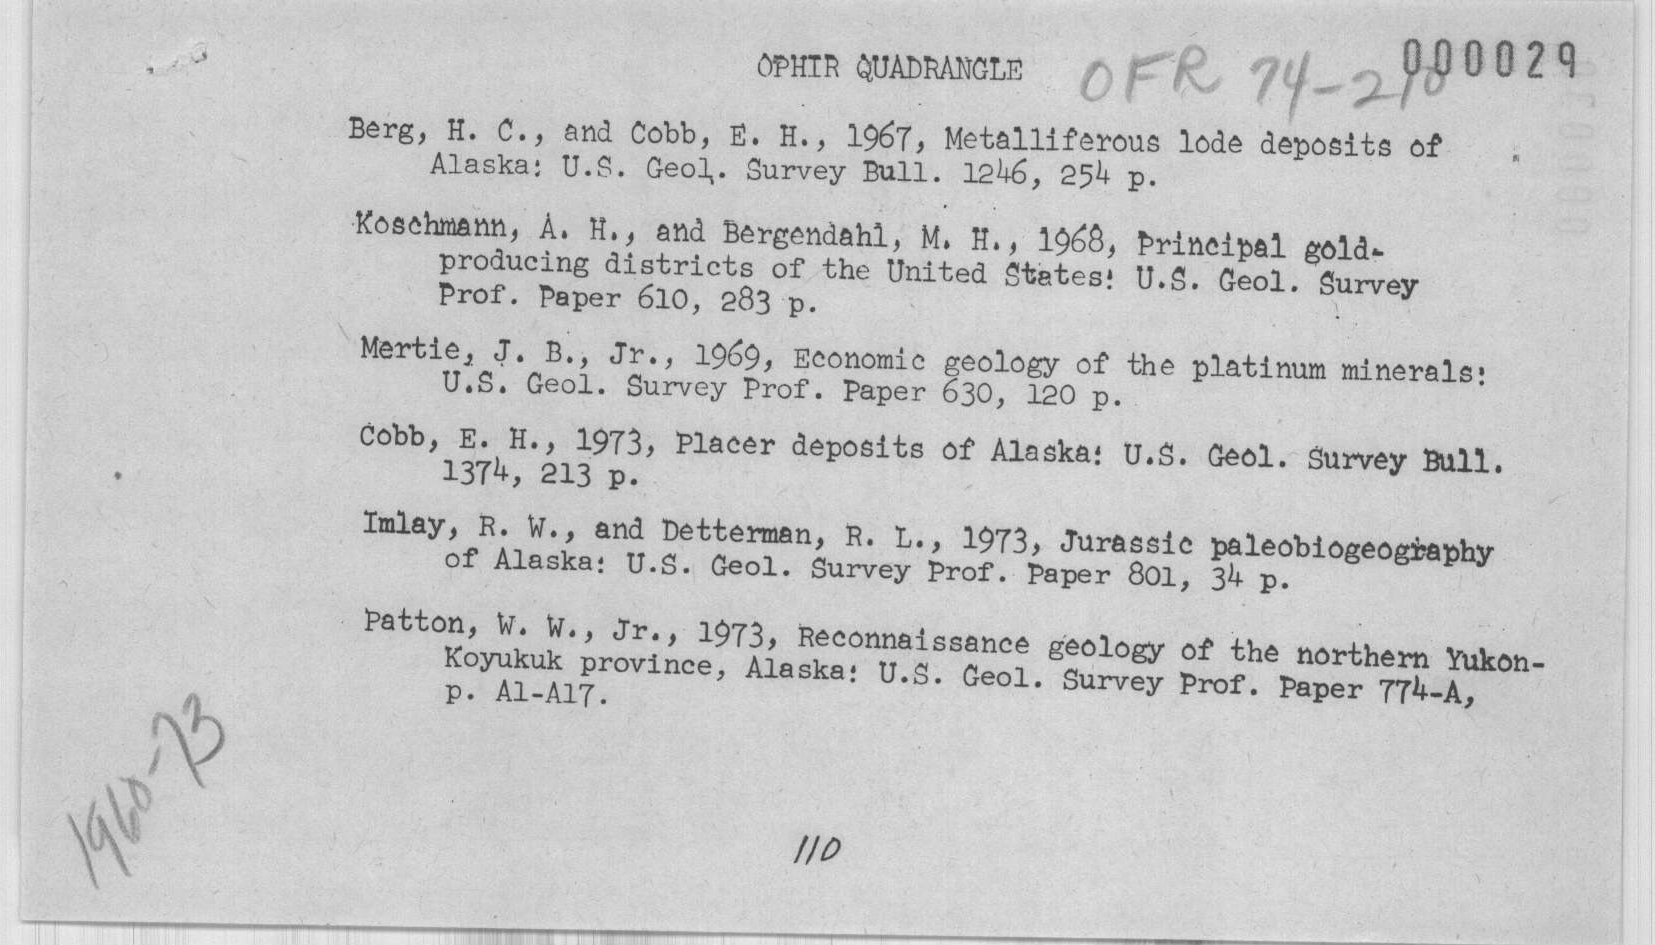 OPHIR QUADRANGLE OFR 74-210 000029
Berg, H. C., and Cobb, E. H., 1967, Metalliferous lode deposits of
Alaska: U.S. Geol. Survey Bull. 1246, 254 p.
Koschmann, A. H., and Bergendahl, M. H., 1968, Principal gold-
producing districts of the United States: U.S. Geol. Survey
Prof. Paper 610, 283 p.
Mertie, J. B., Jr., 1969, Economic geology of the platinum minerals:
U.S. Geol. Survey Prof. Paper 630, 120 p.
Cobb, E. H., 1973, Placer deposits of Alaska: U.S. Geol. Survey Bull.
1374, 213 p.
Imlay, R. W., and Detterman, R. L., 1973, Jurassic paleobiogeography
of Alaska: U.S. Geol. Survey Prof. Paper 801, 34 p.
Patton, W. W., Jr., 1973, Reconnaissance geology of the northern Yukon-
Koyukuk province, Alaska: U.S. Geol. Survey Prof. Paper 774-A,
p. A1-A17.
1960-73
110